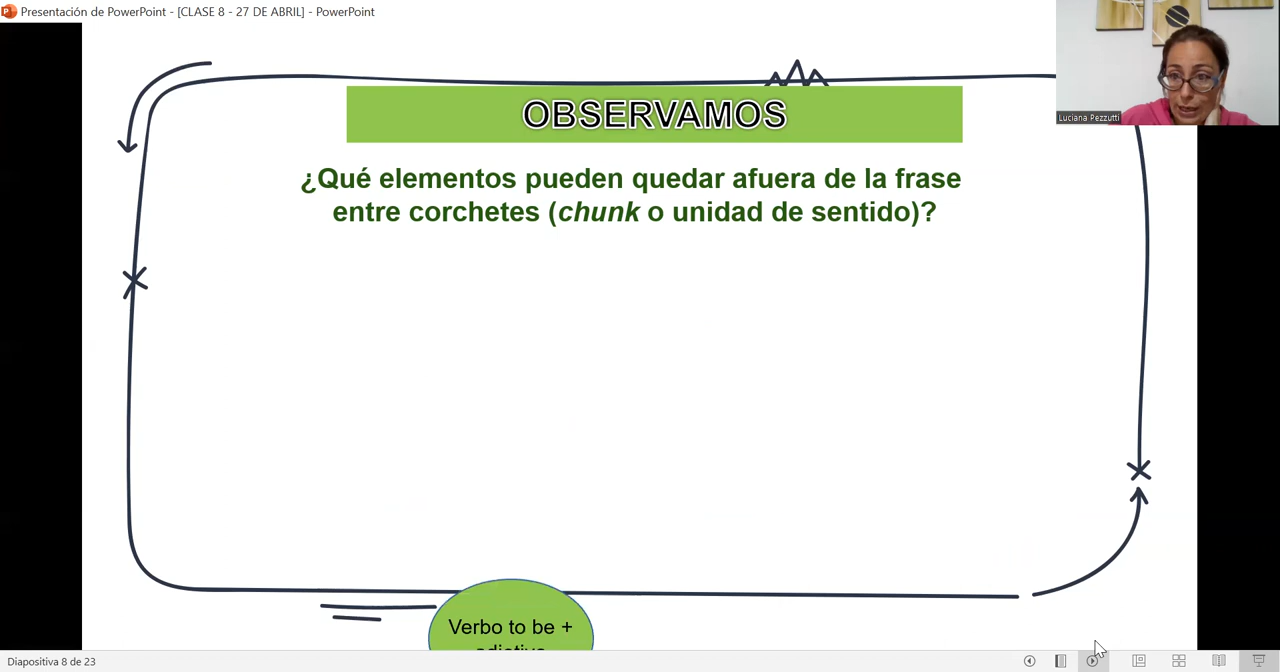 Presentación de PowerPoint - [CLASE 8 - 27 DE ABRIL] - PowerPoint
OBSERVAMOS
Luciana Pezzutti
¿Qué elementos pueden quedar afuera de la frase
entre corchetes (chunk o unidad de sentido)?
Verbo to be +
adjetivo
Diapositiva 8 de 23